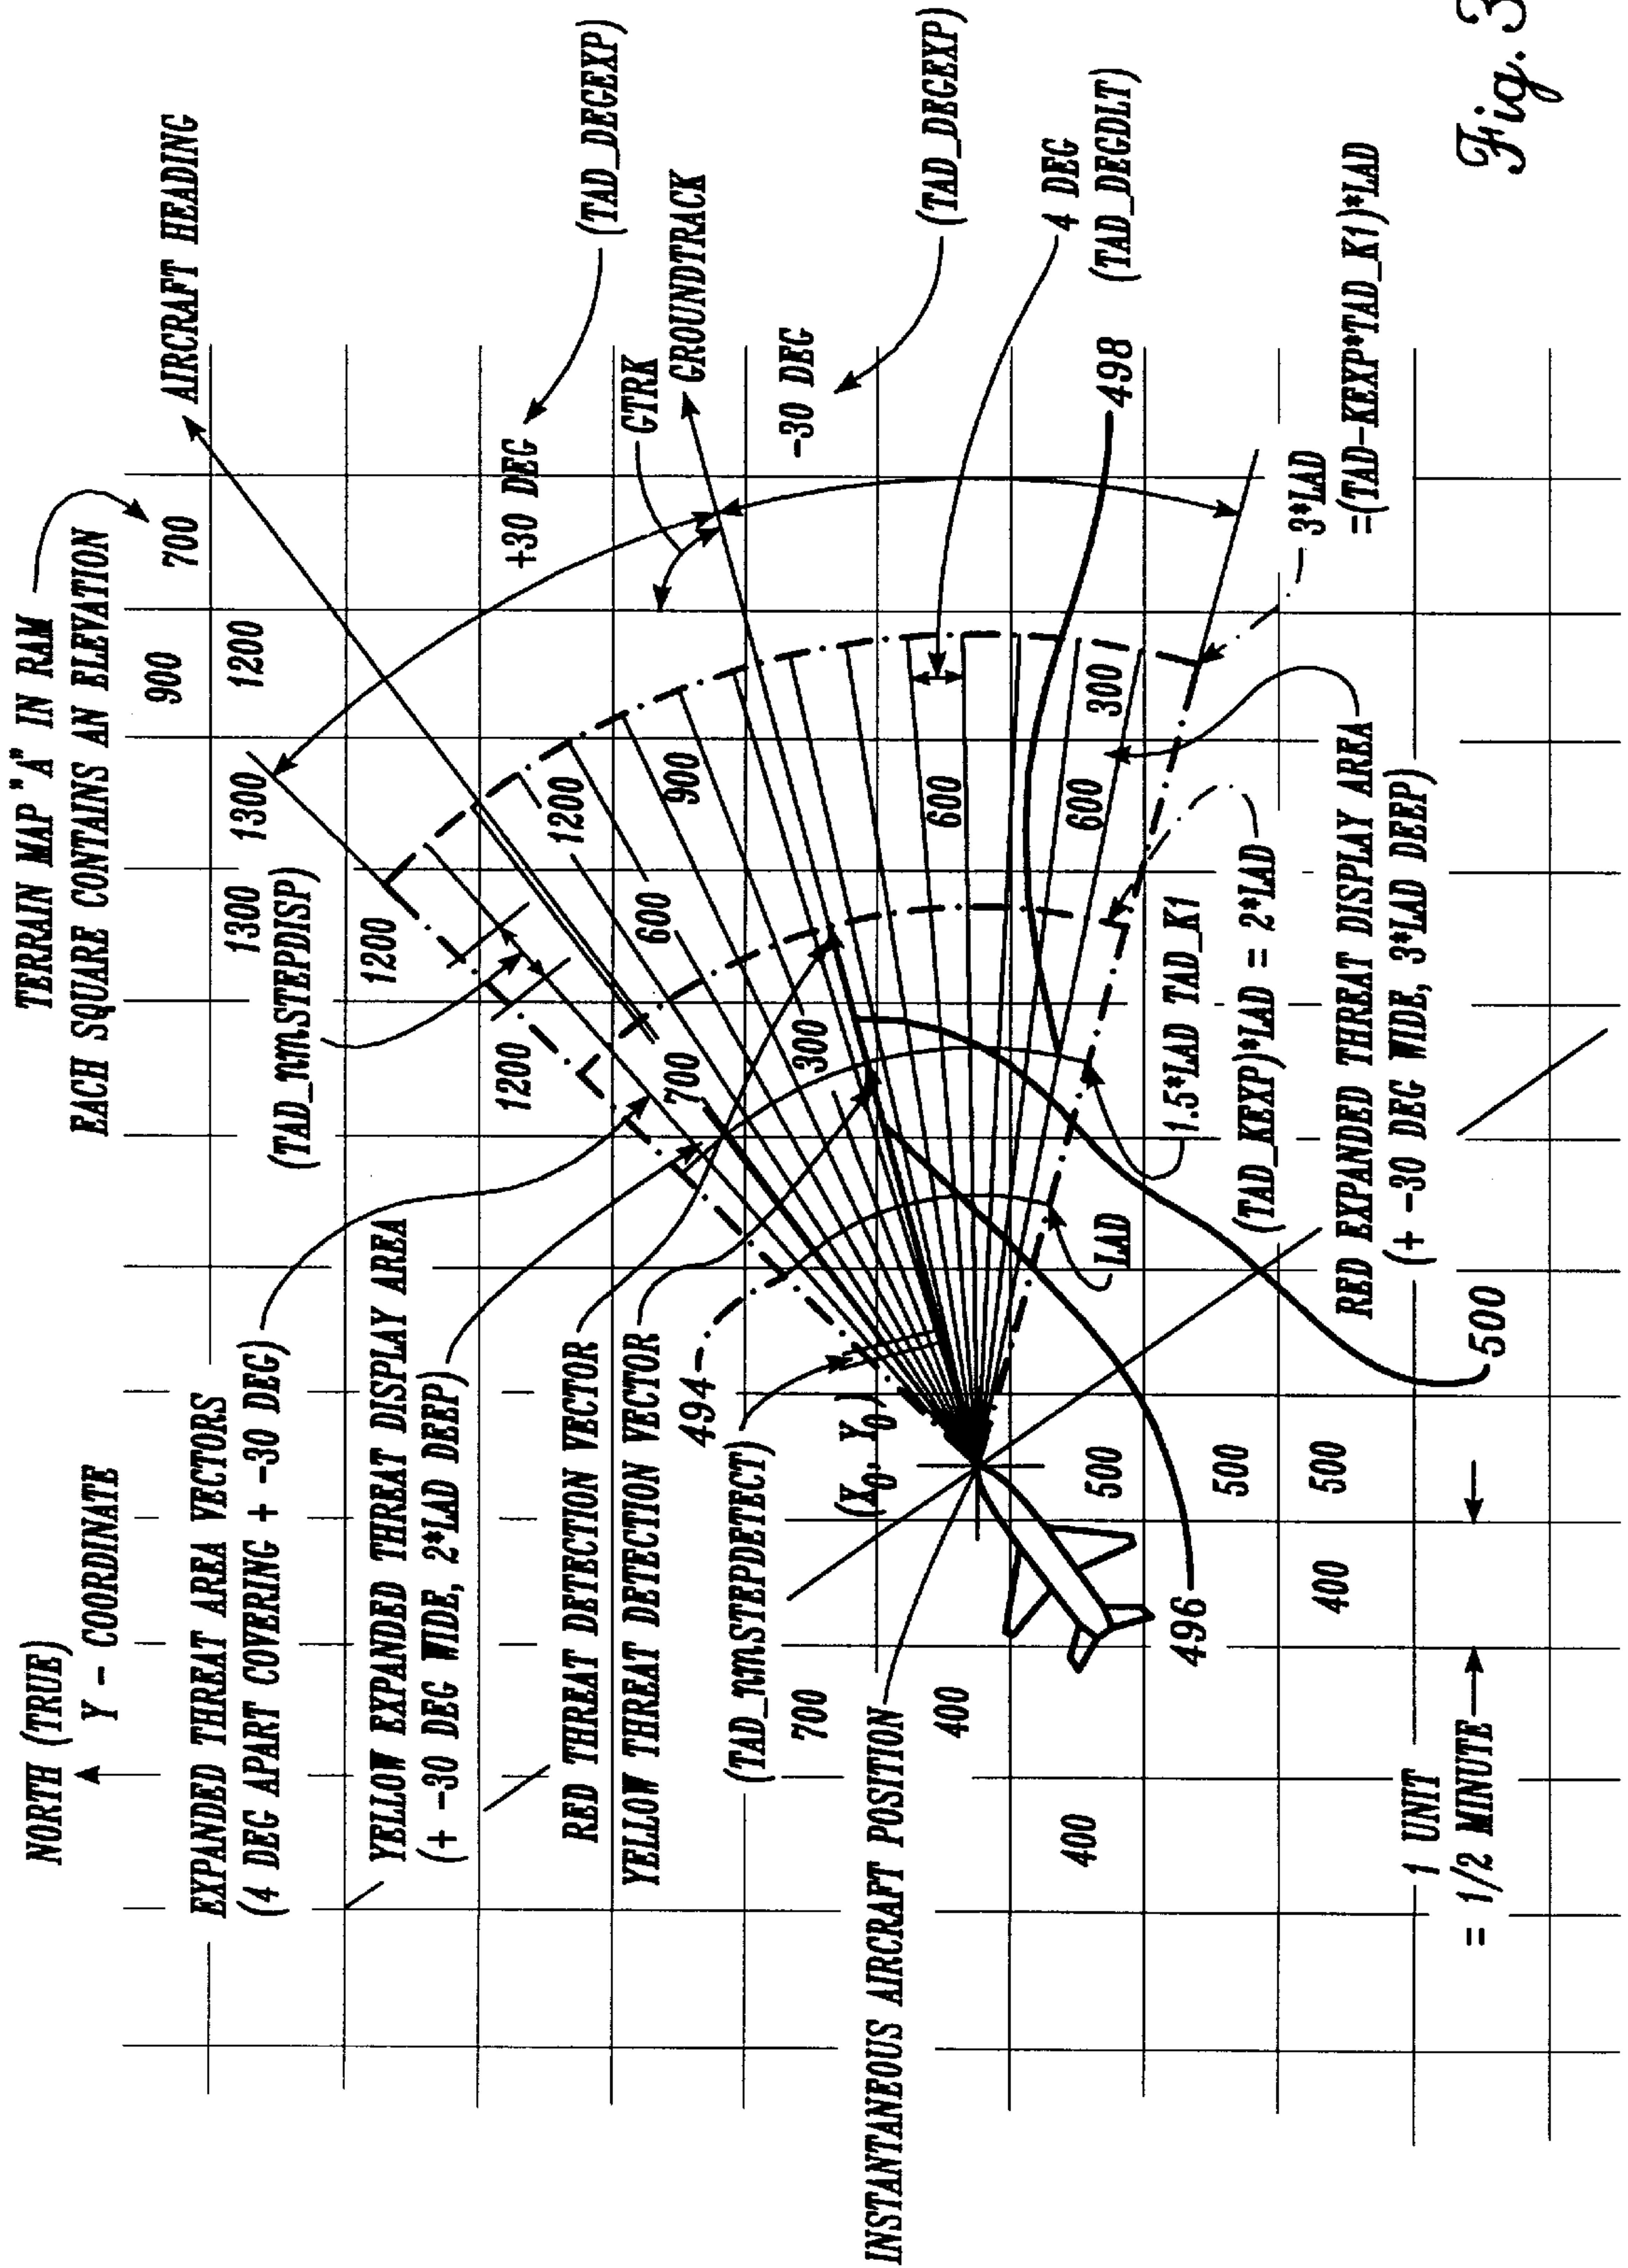 NORTH (TRUE)
Y - COORDINATE
TERRAIN MAP "A" IN RAM
EACH SQUARE CONTAINS AN ELEVATION
EXPANDED THREAT AREA VECTORS
(4 DEG APART COVERING + -30 DEG)
YELLOW EXPANDED THREAT DISPLAY AREA
(+ -30 DEG WIDE, 2*LAD DEEP)
RED THREAT DETECTION VECTOR
YELLOW THREAT DETECTION VECTOR
494
(TAD_nmSTEPDETECT)
(X0, Y0)
INSTANTANEOUS AIRCRAFT POSITION
700
400
400
400
500
500
500
496
1 UNIT
= 1/2 MINUTE
500
900
700
1200
1300
1300
(TAD_nmSTEPDISP)
1200
1200
1200
900
600
700
300
600
600
300
AIRCRAFT HEADING
+30 DEG
(TAD_DEGEXP)
GTRK
GROUNDTRACK
-30 DEG
(TAD_DEGEXP)
4 DEG
(TAD_DEGDLT)
498
3*LAD
=(TAD-KEXP*TAD_K1)*LAD
LAD
1.5*LAD TAD_K1
(TAD_KEXP)*LAD = 2*LAD
RED EXPANDED THREAT DISPLAY AREA
(+ -30 DEG WIDE, 3*LAD DEEP)
Fig. 3